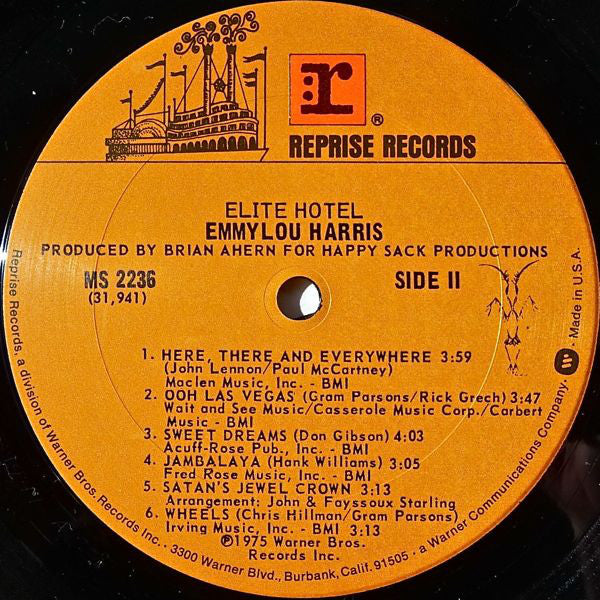 r
®
REPRISE RECORDS
ELITE HOTEL
EMMYLOU HARRIS
PRODUCED BY BRIAN AHERN FOR HAPPY SACK PRODUCTIONS
MS 2236
(31,941)
SIDE II
1. HERE, THERE AND EVERYWHERE 3:59
(John Lennon/Paul McCartney)
Maclen Music, Inc. - BMI
2. OOH LAS VEGAS (Gram Parsons/Rick Grech) 3:47
Wait and See Music/Casserole Music Corp./Carbert
Music - BMI
3. SWEET DREAMS (Don Gibson) 4:03
Acuff-Rose Pub., Inc. - BMI
4. JAMBALAYA (Hank Williams) 3:05
Fred Rose Music, Inc. - BMI
5. SATAN'S JEWEL CROWN 3:13
Arrangement: John & Fayssoux Starling
6. WHEELS (Chris Hillman/Gram Parsons)
Irving Music, Inc. - BMI 3:13
Ⓟ1975 Warner Bros.
Records Inc.
Reprise Records, a division of Warner Bros. Records Inc. · 3300 Warner Blvd., Burbank, Calif. 91505 · a Warner Communications Company · Made in U.S.A.